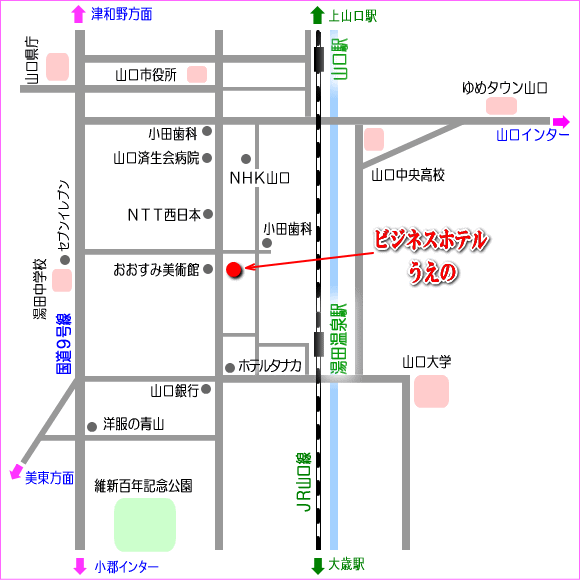 津和野方面
上山口駅
山口県庁
山口市役所
山口駅
ゆめタウン山口
小田歯科
山口インター
山口済生会病院
NHK山口
山口中央高校
セブンイレブン
NTT西日本
小田歯科
ビジネスホテル
うえの
湯田中学校
おおすみ美術館
国道9号線
湯田温泉駅
ホテルタナカ
山口大学
山口銀行
洋服の青山
美東方面
維新百年記念公園
JR山口線
小郡インター
大歳駅